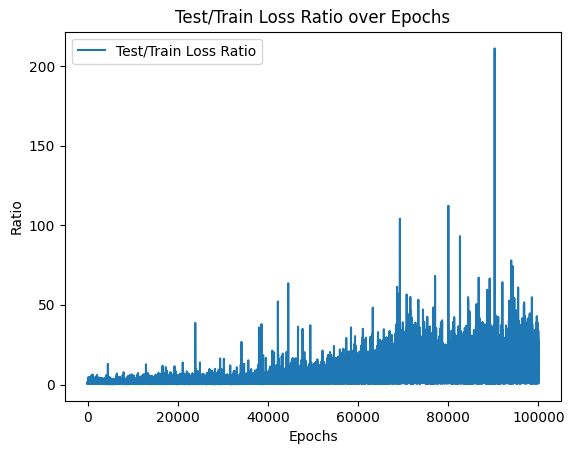 Test/Train Loss Ratio over Epochs
Test/Train Loss Ratio
200
150
100
50
0
Ratio
0
20000
40000
60000
80000
100000
Epochs